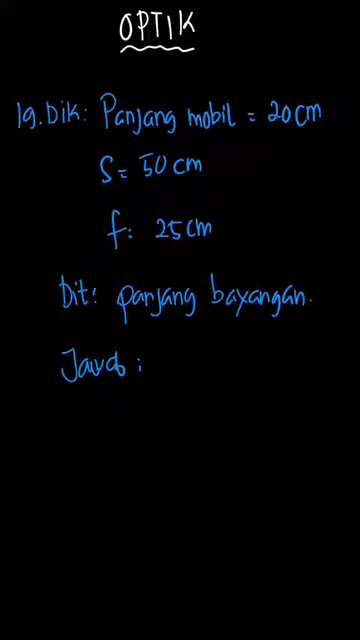 OPTIK
19. Dik: Panjang mobil = 20 cm
S = 50 cm
f: 25 cm
Dit: panjang bayangan.
Jawab :